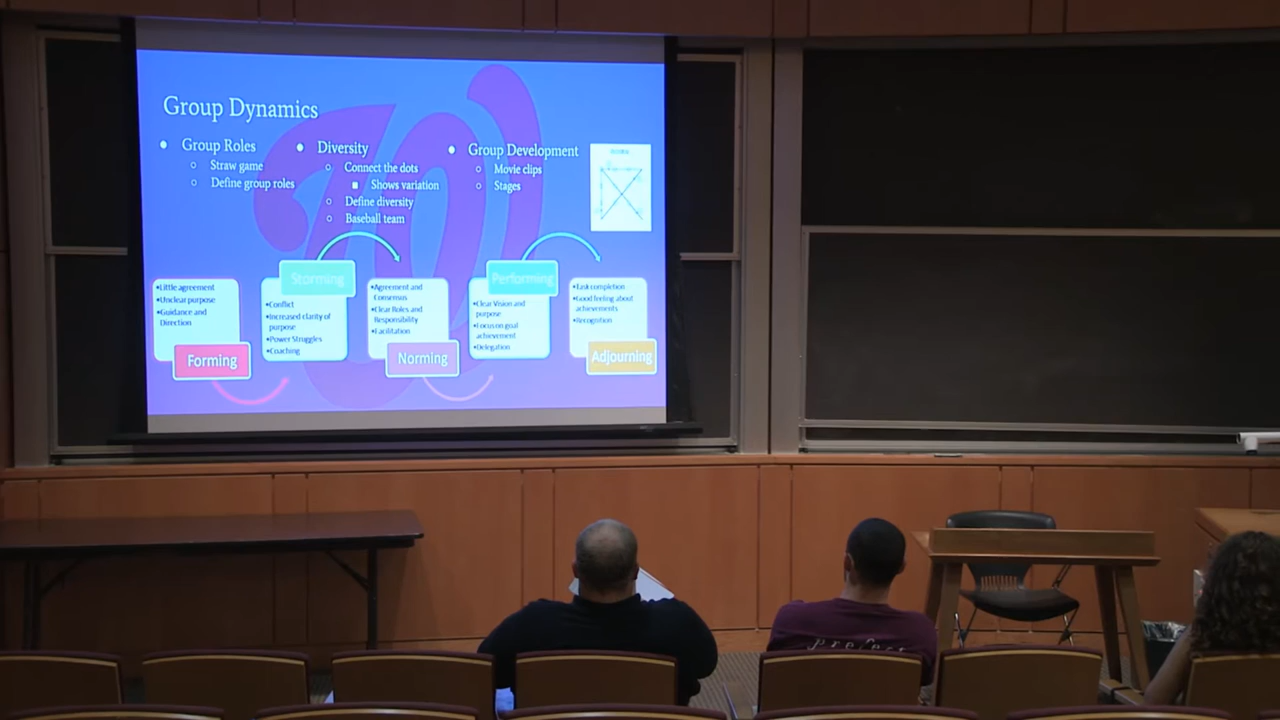 Group Dynamics
● Group Roles
○ Straw game
○ Define group roles
● Diversity
○ Connect the dots
■ Shows variation
○ Define diversity
○ Baseball team
● Group Development
○ Movie clips
○ Stages
•Little agreement
•Unclear purpose
•Guidance and
Direction
Forming
Storming
•Conflict
•Increased clarity of
purpose
•Power Struggles
•Coaching
•Agreement and
Consensus
•Clear Roles and
Responsibility
•Facilitation
Norming
Performing
•Clear Vision and
purpose
•Focus on goal
achievement
•Delegation
•Task completion
•Good feeling about
achievements
•Recognition
Adjourning
prefect